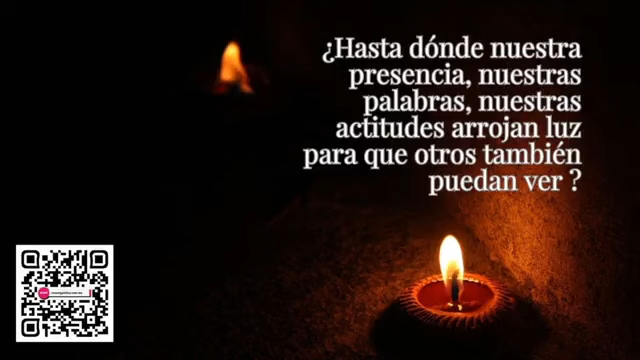 ¿Hasta dónde nuestra
presencia, nuestras
palabras, nuestras
actitudes arrojan luz
para que otros también
puedan ver ?